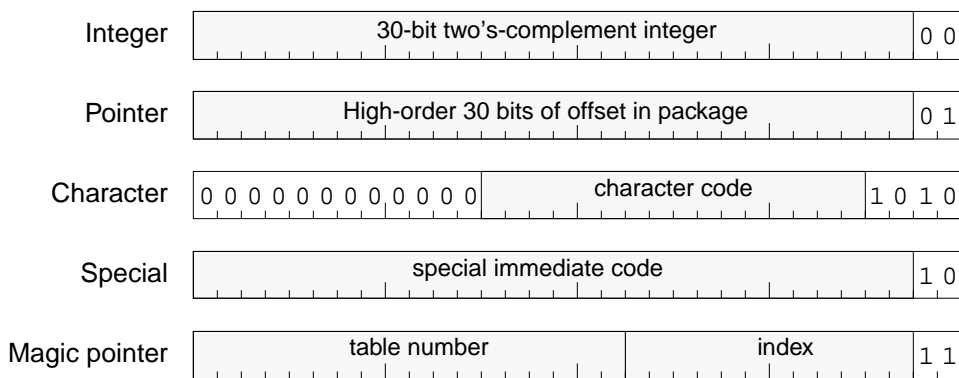 Integer 30-bit two's-complement integer 0 0
Pointer High-order 30 bits of offset in package 0 1
Character 0 0 0 0 0 0 0 0 0 0 0 0 character code 1 0 1 0
Special special immediate code 1 0
Magic pointer table number index 1 1